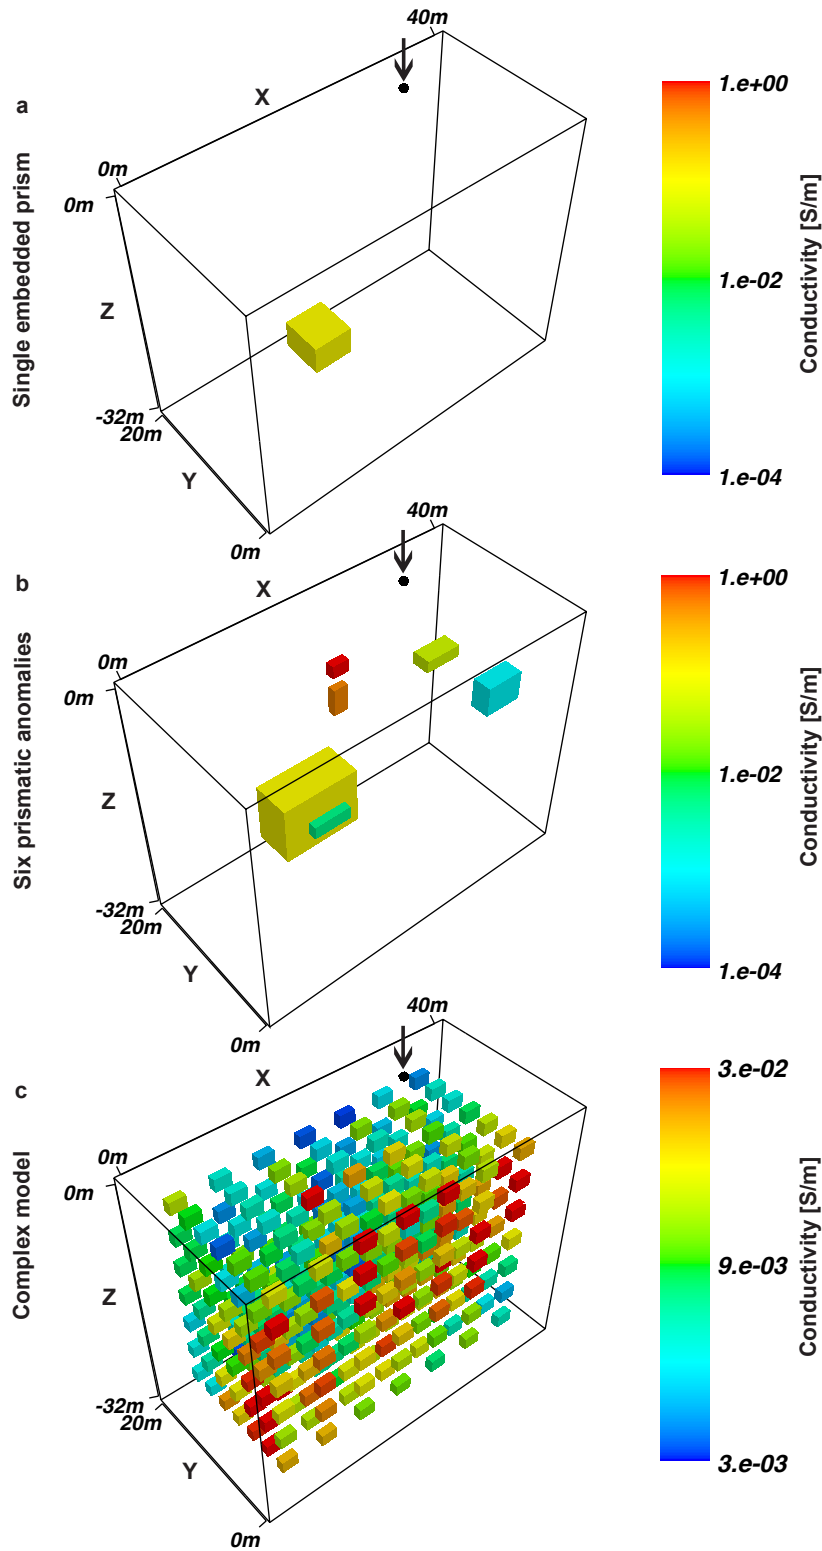 a
Single embedded prism
40m
X
0m
0m
Z
-32m
20m
Y
0m
1.e+00
1.e-02
1.e-04
Conductivity [S/m]
b
Six prismatic anomalies
40m
X
0m
0m
Z
-32m
20m
Y
0m
1.e+00
1.e-02
1.e-04
Conductivity [S/m]
c
Complex model
40m
X
0m
0m
Z
-32m
20m
Y
0m
3.e-02
9.e-03
3.e-03
Conductivity [S/m]